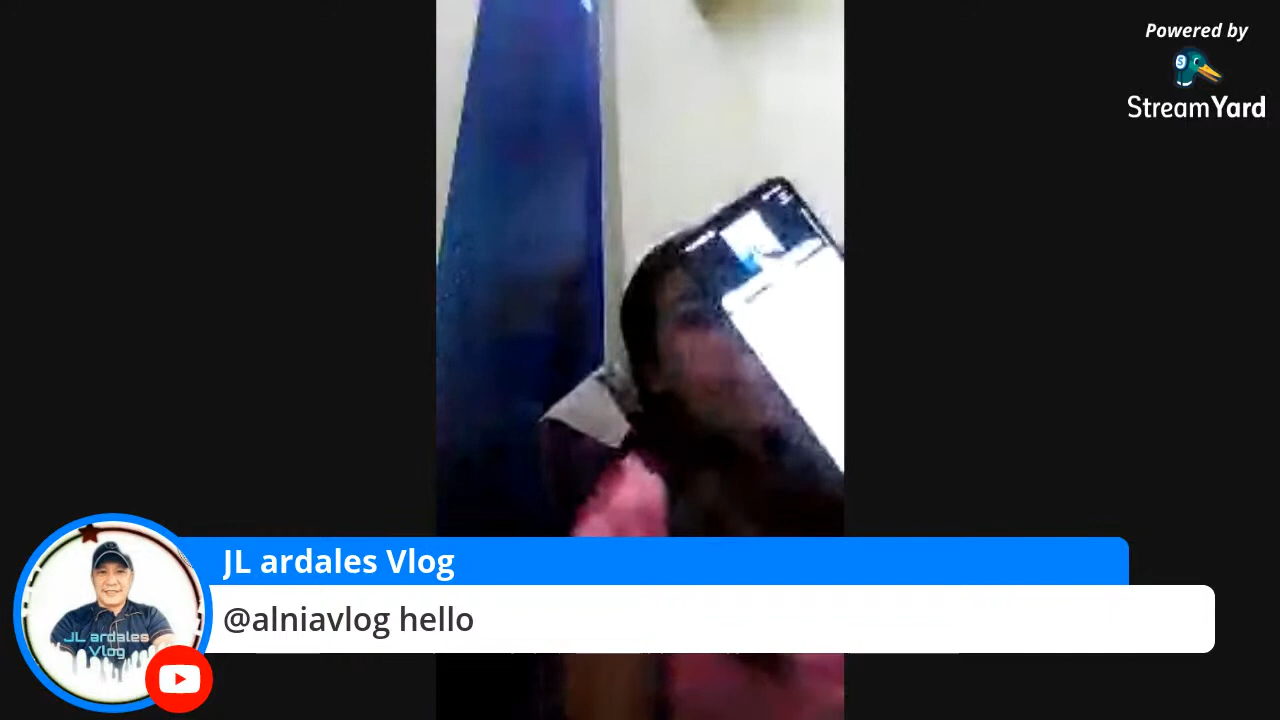 Powered by
StreamYard
JL ardales Vlog
@alniavlog hello
JL ardales
Vlog